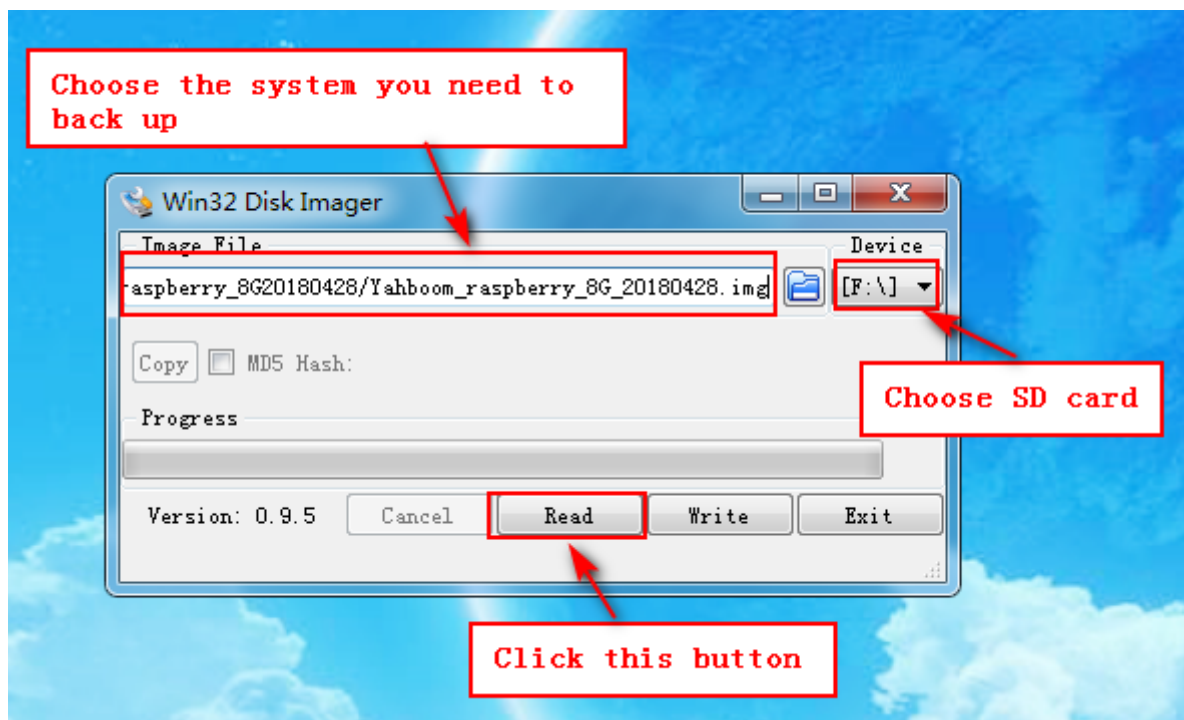 Choose the system you need to
back up
Win32 Disk Imager
Image File
Device
raspberry_8G20180428/Yahboom_raspberry_8G_20180428.img
[F:\]
Copy
MD5 Hash:
Choose SD card
Progress
Version: 0.9.5
Cancel
Read
Write
Exit
Click this button